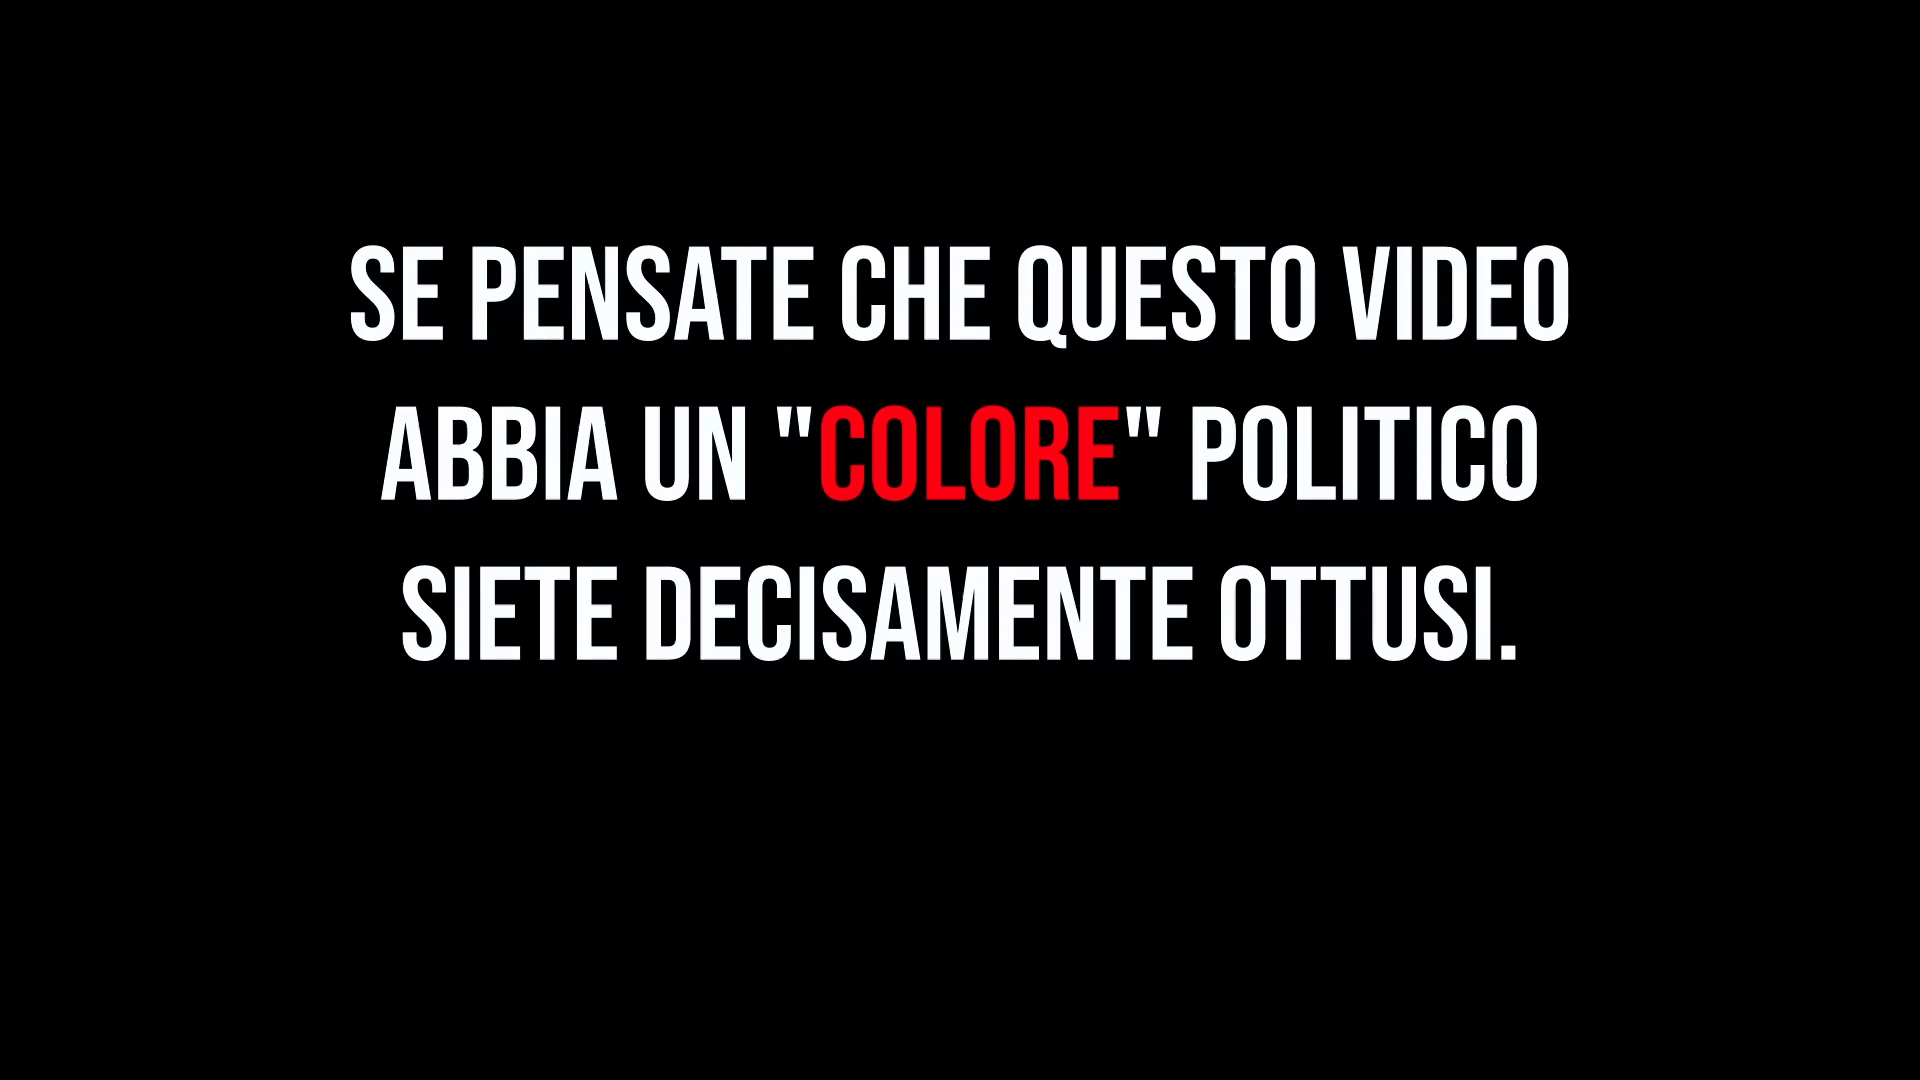 SE PENSATE CHE QUESTO VIDEO
ABBIA UN "COLORE" POLITICO
SIETE DECISAMENTE OTTUSI.